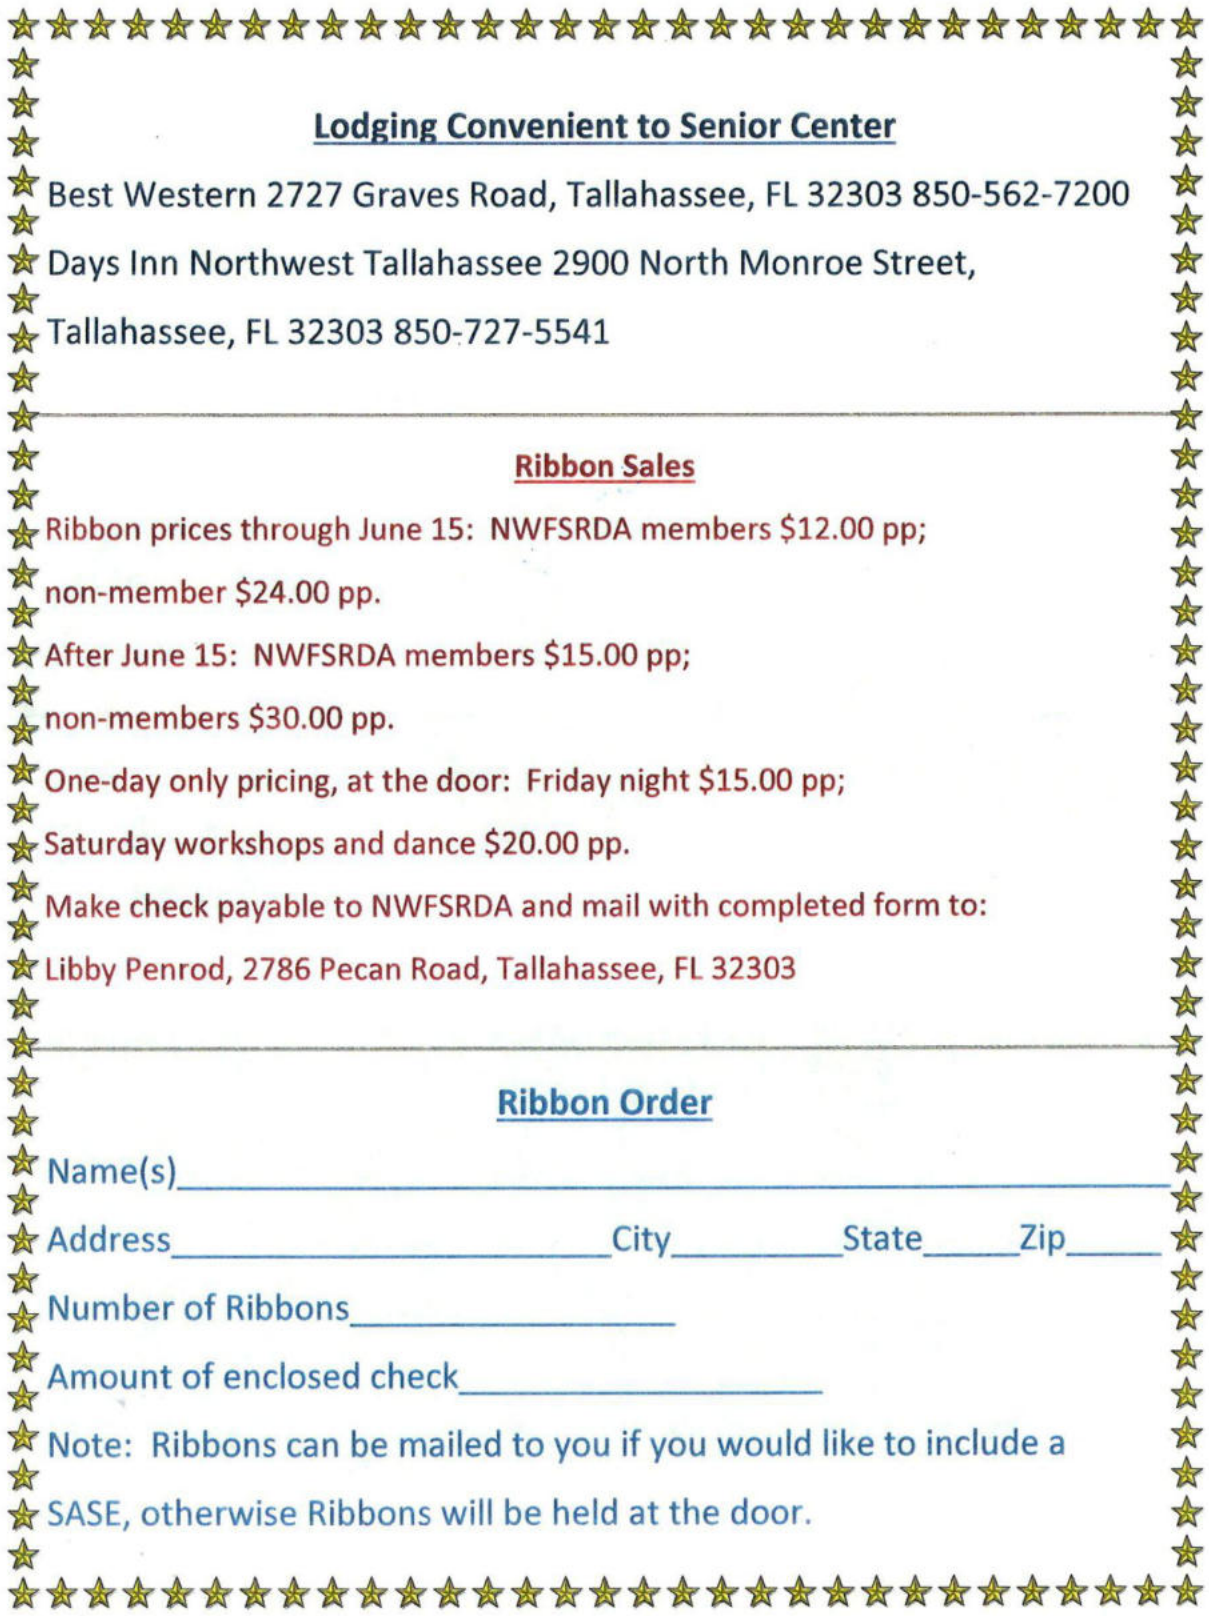 Lodging Convenient to Senior Center
Best Western 2727 Graves Road, Tallahassee, FL 32303 850-562-7200
Days Inn Northwest Tallahassee 2900 North Monroe Street,
Tallahassee, FL 32303 850-727-5541
Ribbon Sales
Ribbon prices through June 15:  NWFSRDA members $12.00 pp;
non-member $24.00 pp.
After June 15:  NWFSRDA members $15.00 pp;
non-members $30.00 pp.
One-day only pricing, at the door:  Friday night $15.00 pp;
Saturday workshops and dance $20.00 pp.
Make check payable to NWFSRDA and mail with completed form to:
Libby Penrod, 2786 Pecan Road, Tallahassee, FL 32303
Ribbon Order
Name(s)______________________________
Address______________City______State____Zip____
Number of Ribbons____________
Amount of enclosed check____________
Note:  Ribbons can be mailed to you if you would like to include a
SASE, otherwise Ribbons will be held at the door.